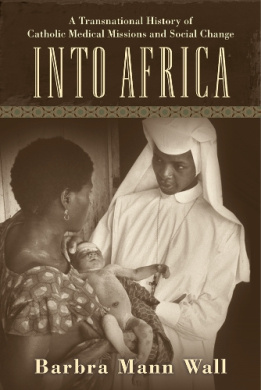 A Transnational History of
Catholic Medical Missions and Social Change
INTO AFRICA
Barbra Mann Wall